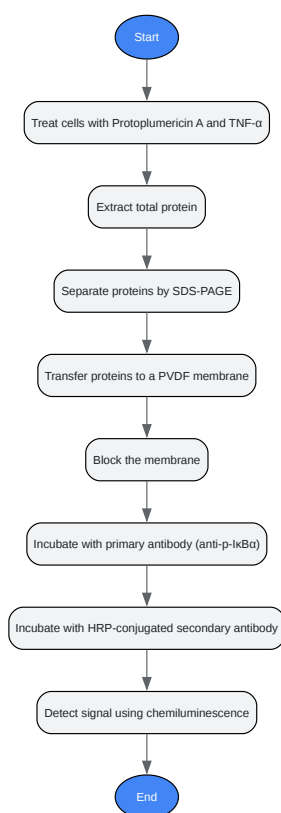 Start
Treat cells with Protoplumericin A and TNF-α
Extract total protein
Separate proteins by SDS-PAGE
Transfer proteins to a PVDF membrane
Block the membrane
Incubate with primary antibody (anti-p-IκBα)
Incubate with HRP-conjugated secondary antibody
Detect signal using chemiluminescence
End